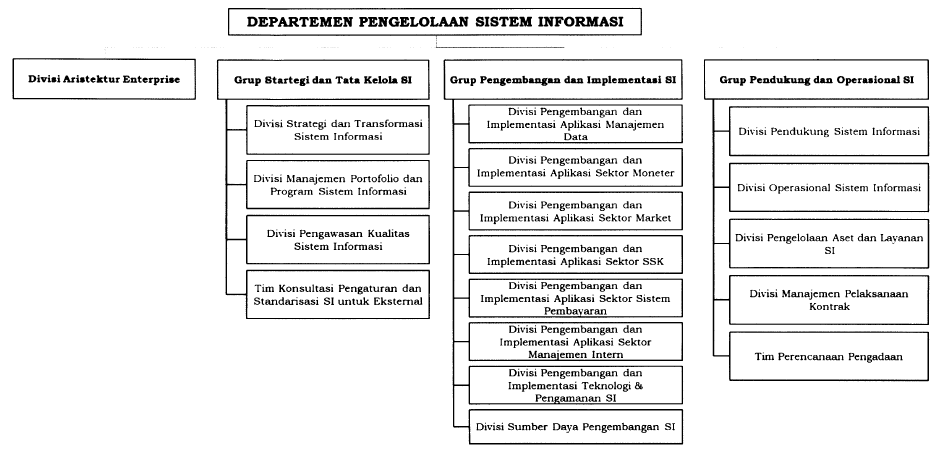 DEPARTEMEN PENGELOLAAN SISTEM INFORMASI
Divisi Aristektur Enterprise
Grup Startegi dan Tata Kelola SI
Divisi Strategi dan Transformasi
Sistem Informasi
Divisi Manajemen Portofolio dan
Program Sistem Informasi
Divisi Pengawasan Kualitas
Sistem Informasi
Tim Konsultasi Pengaturan dan
Standarisasi SI untuk Eksternal
Grup Pengembangan dan Implementasi SI
Divisi Pengembangan dan
Implementasi Aplikasi Manajemen
Data
Divisi Pengembangan dan
Implementasi Aplikasi Sektor Moneter
Divisi Pengembangan dan
Implementasi Aplikasi Sektor Market
Divisi Pengembangan dan
Implementasi Aplikasi Sektor SSK
Divisi Pengembangan dan
Implementasi Aplikasi Sektor Sistem
Pembayaran
Divisi Pengembangan dan
Implementasi Aplikasi Sektor
Manajemen Intern
Divisi Pengembangan dan
Implementasi Teknologi &
Pengamanan SI
Divisi Sumber Daya Pengembangan SI
Grup Pendukung dan Operasional SI
Divisi Pendukung Sistem Informasi
Divisi Operasional Sistem Informasi
Divisi Pengelolaan Aset dan Layanan
SI
Divisi Manajemen Pelaksanaan
Kontrak
Tim Perencanaan Pengadaan